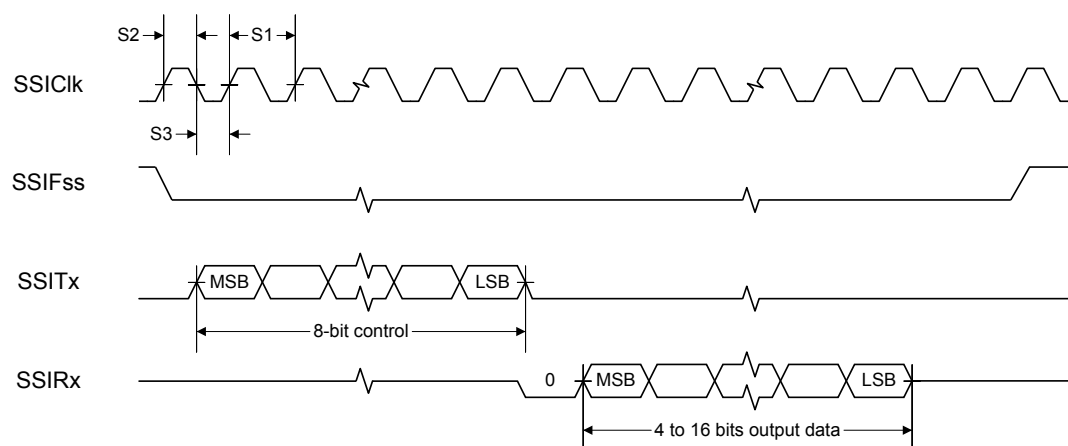 S2
S1
SSIClk
S3
SSIFss
SSITx
MSB
LSB
8-bit control
SSIRx
0
MSB
LSB
4 to 16 bits output data